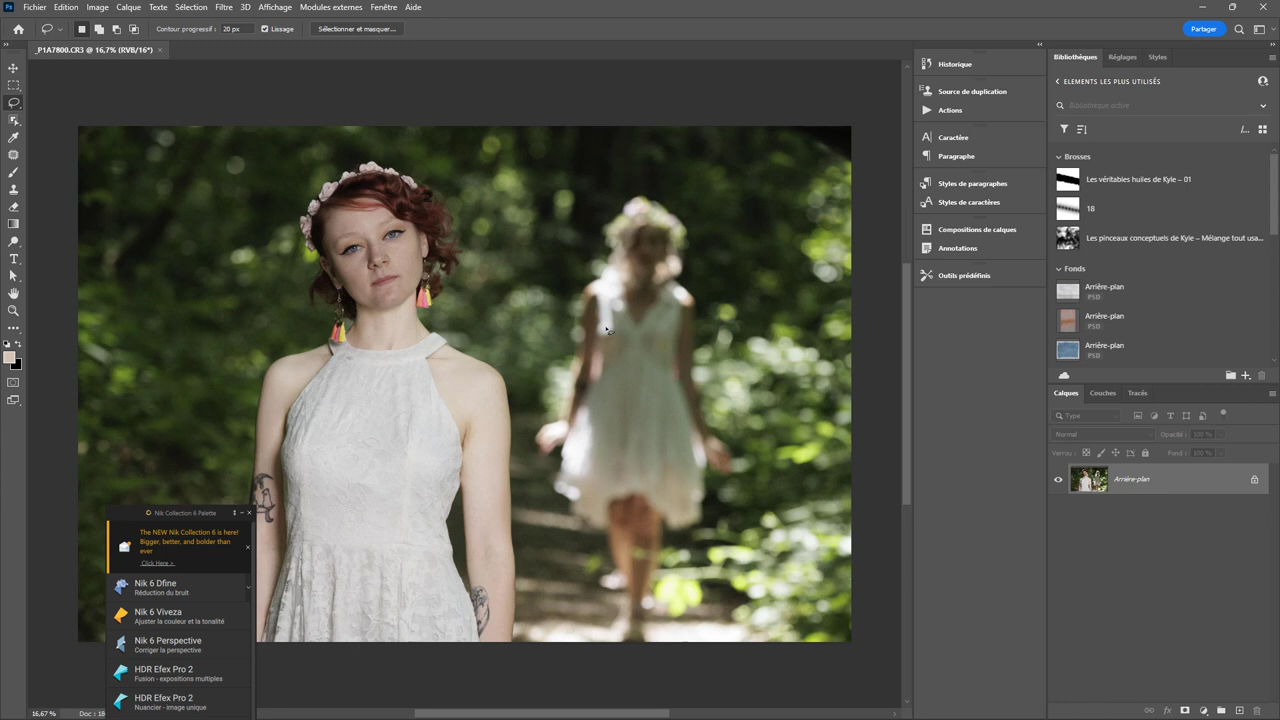 Ps Fichier Edition Image Calque Texte Sélection Filtre 3D Affichage Modules externes Fenêtre Aide
Contour progressif : 20 px Lissage Sélectionner et masquer... Partager
_P1A7800.CR3 @ 16,7% (RVB/16*) ×
Historique
Source de duplication
Actions
Caractère
Paragraphe
Styles de paragraphes
Styles de caractères
Compositions de calques
Annotations
Outils prédéfinis
Bibliothèques Réglages Styles
ELEMENTS LES PLUS UTILISÉS
Bibliothèque active
Brosses
Les véritables huiles de Kyle – 01
18
Les pinceaux conceptuels de Kyle – Mélange tout usa...
Fonds
Arrière-plan
PSD
Arrière-plan
PSD
Arrière-plan
PSD
Calques Couches Tracés
Type
Normal Opacité : 100 %
Verrou : Fond : 100 %
Arrière-plan
Nik Collection 6 Palette
The NEW Nik Collection 6 is here!
Bigger, better, and bolder than
ever
Click Here >
Nik 6 Dfine
Réduction du bruit
Nik 6 Viveza
Ajuster la couleur et la tonalité
Nik 6 Perspective
Corriger la perspective
HDR Efex Pro 2
Fusion - expositions multiples
HDR Efex Pro 2
Nuancier - image unique
16,67 % Doc : 18